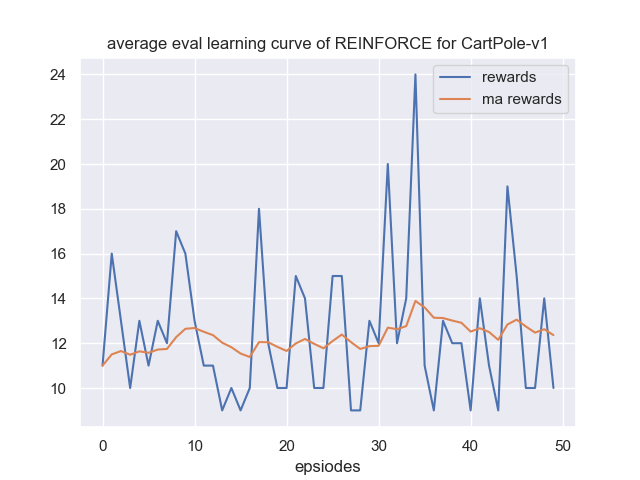 average eval learning curve of REINFORCE for CartPole-v1
rewards
ma rewards
24
22
20
18
16
14
12
10
0 10 20 30 40 50
epsiodes